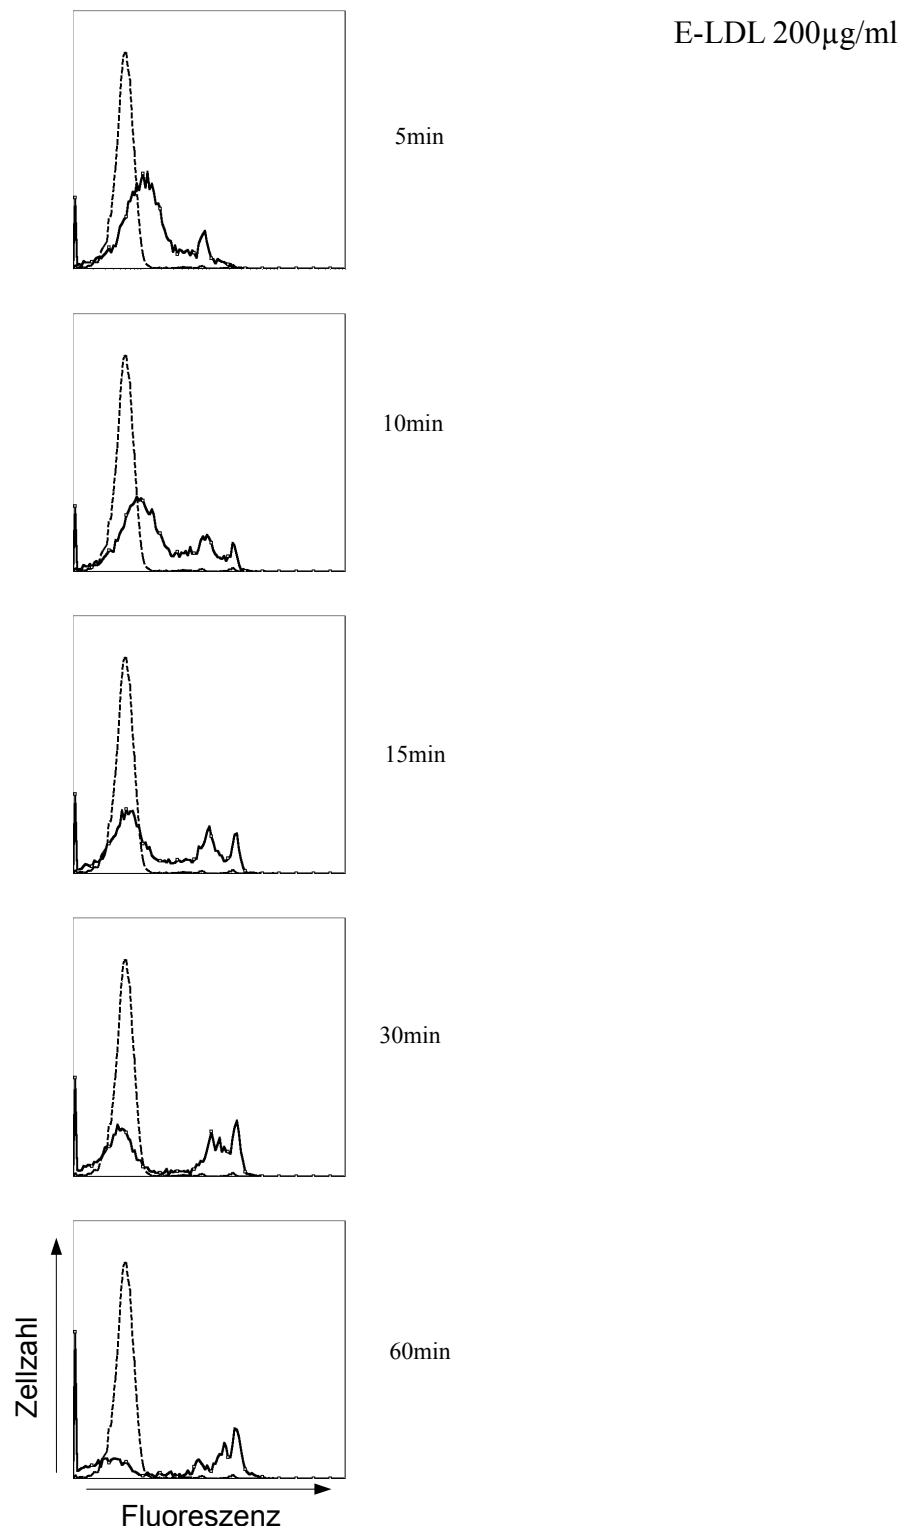 E-LDL 200µg/ml
5min
10min
15min
30min
60min
Zellzahl
Fluoreszenz